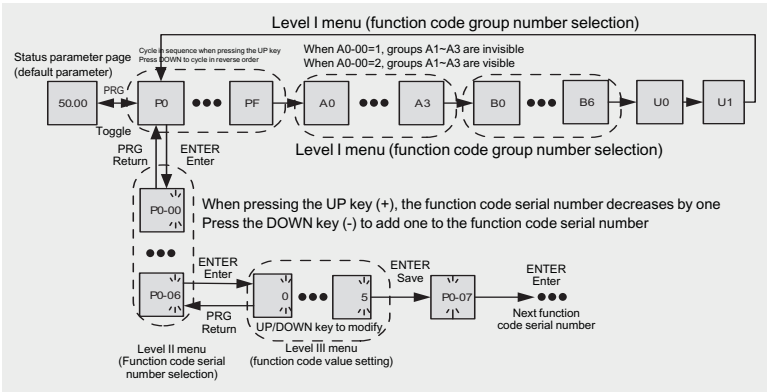 Level I menu (function code group number selection)
Status parameter page
(default parameter)
Cycle in sequence when pressing the UP key
Press DOWN to cycle in reverse order
When A0-00=1, groups A1~A3 are invisible
When A0-00=2, groups A1~A3 are visible
50.00
PRG
Toggle
P0
PF
A0
A3
B0
B6
U0
U1
Level I menu (function code group number selection)
PRG
Return
ENTER
Enter
P0-00
When pressing the UP key (+), the function code serial number decreases by one
Press the DOWN key (-) to add one to the function code serial number
P0-06
ENTER
Enter
PRG
Return
0
5
UP/DOWN key to modify
ENTER
Save
P0-07
ENTER
Enter
Next function
code serial number
Level II menu
(Function code serial
number selection)
Level III menu
(function code value setting)